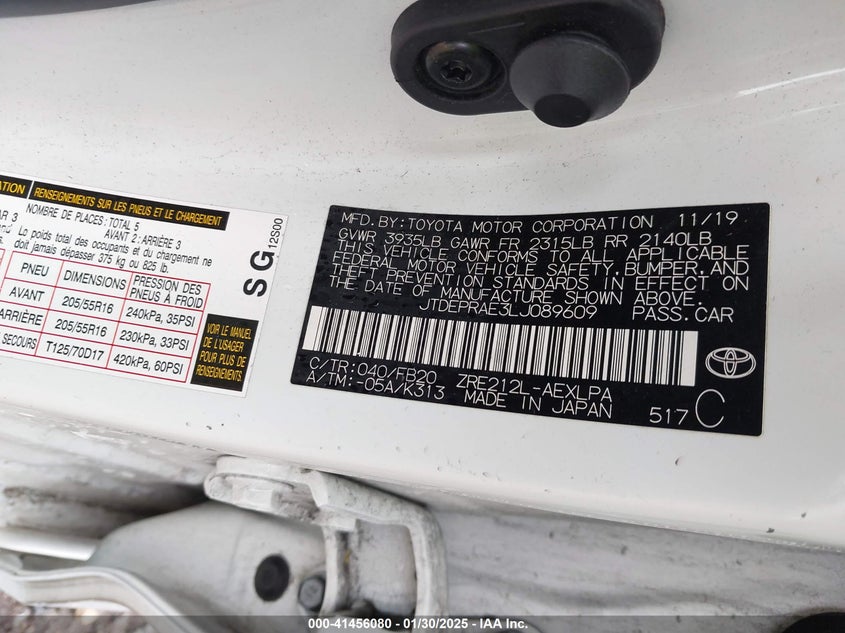 ATION
RENSEIGNEMENTS SUR LES PNEUS ET LE CHARGEMENT
AR 3
NOMBRE DE PLACES: TOTAL 5
AVANT 2: ARRIÈRE 3
and
Lo poids total des occupants et du chargement ne
doit jamais dépasser 375 kg ou 825 lb.
PNEU DIMENSIONS PRESSION DES PNEUS À FROID
AVANT 205/55R16 240kPa, 35PSI
ARRIÈRE 205/55R16 230kPa, 33PSI
SECOURS T125/70D17 420kPa, 60PSI
VOIR LE MANUEL
DE L'USAGER
POUR PLUS DE
RENSEIGNEMENTS
SG 12S00
MFD.BY:TOYOTA MOTOR CORPORATION 11/19
GVWR 3935LB GAWR FR 2315LB RR 2140LB
THIS VEHICLE CONFORMS TO ALL APPLICABLE
FEDERAL MOTOR VEHICLE SAFETY,BUMPER,AND
THEFT PREVENTION STANDARDS IN EFFECT ON
THE DATE OF MANUFACTURE SHOWN ABOVE.
JTDEPRAE3LJ089609 PASS.CAR
C/TR:040/FB20 ZRE212L-AEXLPA
A/TM:-05A/K313 MADE IN JAPAN 517 C
000-41456080 - 01/30/2025 - IAA Inc.